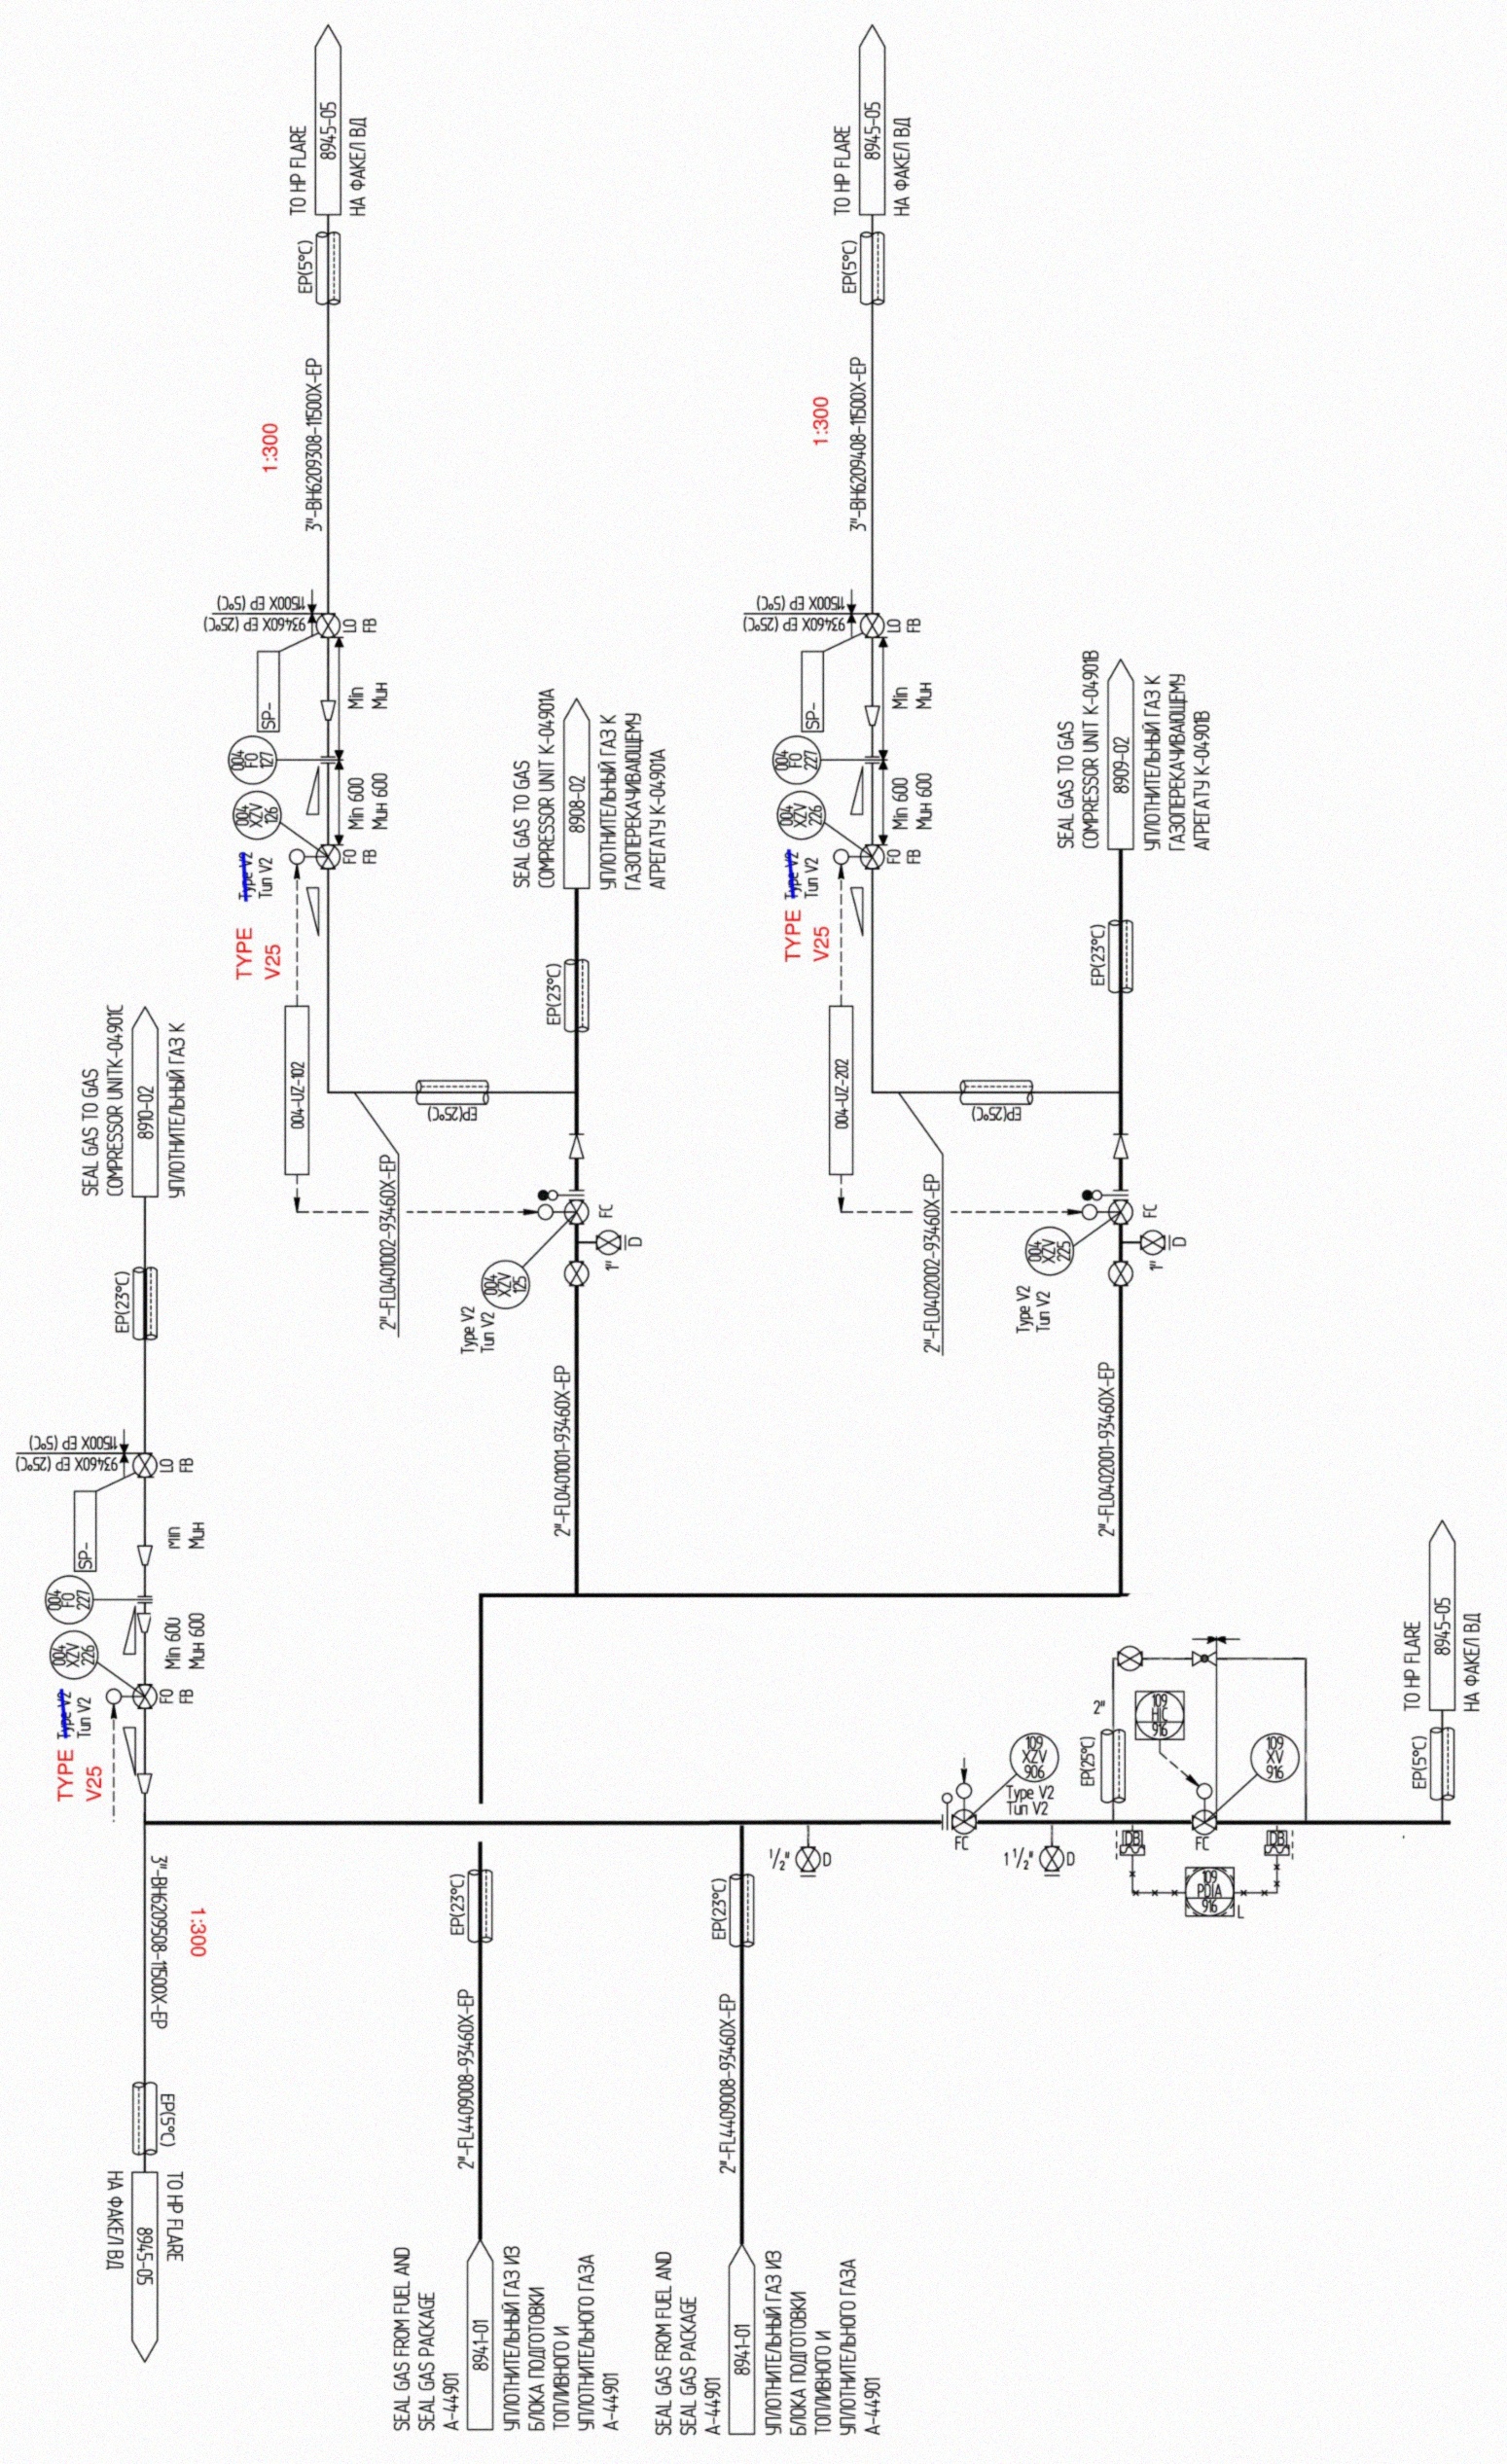 TO HP FLARE
8945-05
НА ФАКЕЛ ВД
EP(5°C)
3"-BH6209308-11500X-EP
1:300
11500X EP (5°C)
93460X EP (25°C)
LO
FB
SP-
Min
Мин
004
FO
127
Min 600
Мин 600
004
XZV
126
FO
FB
Type V2
Тип V2
TYPE
V25
004-UZ-102
EP(25°C)
2"-FL0401002-93460X-EP
SEAL GAS TO GAS
COMPRESSOR UNIT K-04901A
8908-02
УПЛОТНИТЕЛЬНЫЙ ГАЗ К
ГАЗОПЕРЕКАЧИВАЮЩЕМУ
АГРЕГАТУ К-04901А
EP(23°C)
FC
004
XZV
125
Type V2
Тип V2
1"
D
2"-FL0401001-93460X-EP
TO HP FLARE
8945-05
НА ФАКЕЛ ВД
EP(5°C)
3"-BH6209408-11500X-EP
1:300
11500X EP (5°C)
93460X EP (25°C)
LO
FB
SP-
Min
Мин
004
FO
227
Min 600
Мин 600
004
XZV
226
FO
FB
Type V2
Тип V2
TYPE
V25
004-UZ-202
EP(25°C)
2"-FL0402002-93460X-EP
SEAL GAS TO GAS
COMPRESSOR UNIT K-04901B
8909-02
УПЛОТНИТЕЛЬНЫЙ ГАЗ К
ГАЗОПЕРЕКАЧИВАЮЩЕМУ
АГРЕГАТУ К-04901В
EP(23°C)
FC
004
XZV
225
Type V2
Тип V2
1"
D
2"-FL0402001-93460X-EP
SEAL GAS TO GAS
COMPRESSOR UNITK-04901C
8910-02
УПЛОТНИТЕЛЬНЫЙ ГАЗ К
EP(23°C)
11500X EP (5°C)
93460X EP (25°C)
LO
FB
SP-
Min
Мин
004
FO
227
Min 600
Мин 600
004
XZV
226
FO
FB
Type V2
Тип V2
TYPE
V25
3"-BH6209508-11500X-EP
1:300
EP(5°C)
TO HP FLARE
8945-05
НА ФАКЕЛ ВД
EP(23°C)
2"-FL4409008-93460X-EP
SEAL GAS FROM FUEL AND
SEAL GAS PACKAGE
A-44901
8941-01
УПЛОТНИТЕЛЬНЫЙ ГАЗ ИЗ
БЛОКА ПОДГОТОВКИ
ТОПЛИВНОГО И
УПЛОТНИТЕЛЬНОГО ГАЗА
А-44901
EP(23°C)
2"-FL4409008-93460X-EP
SEAL GAS FROM FUEL AND
SEAL GAS PACKAGE
A-44901
8941-01
УПЛОТНИТЕЛЬНЫЙ ГАЗ ИЗ
БЛОКА ПОДГОТОВКИ
ТОПЛИВНОГО И
УПЛОТНИТЕЛЬНОГО ГАЗА
А-44901
1/2"
D
FC
109
XZV
906
Type V2
Тип V2
1 1/2"
D
2"
EP(25°C)
109
HIC
916
109
XV
916
FC
DB
DB
109
PDIA
916
L
TO HP FLARE
8945-05
НА ФАКЕЛ ВД
EP(5°C)